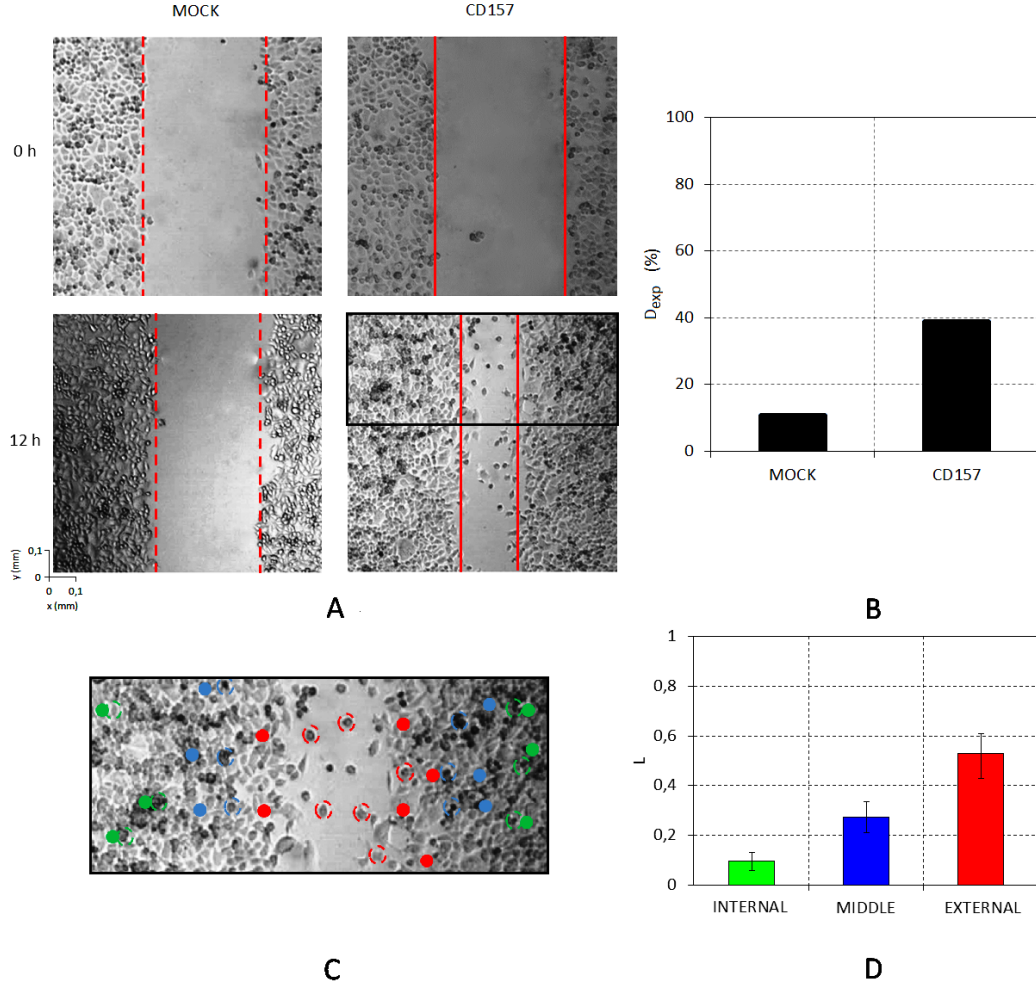 MOCK
CD157
0 h
12 h
y (mm)
0,1
0
0 0,1
x (mm)
A
D_exp (%)
100
80
60
40
20
0
MOCK
CD157
B
C
L
1
0,8
0,6
0,4
0,2
0
INTERNAL
MIDDLE
EXTERNAL
D